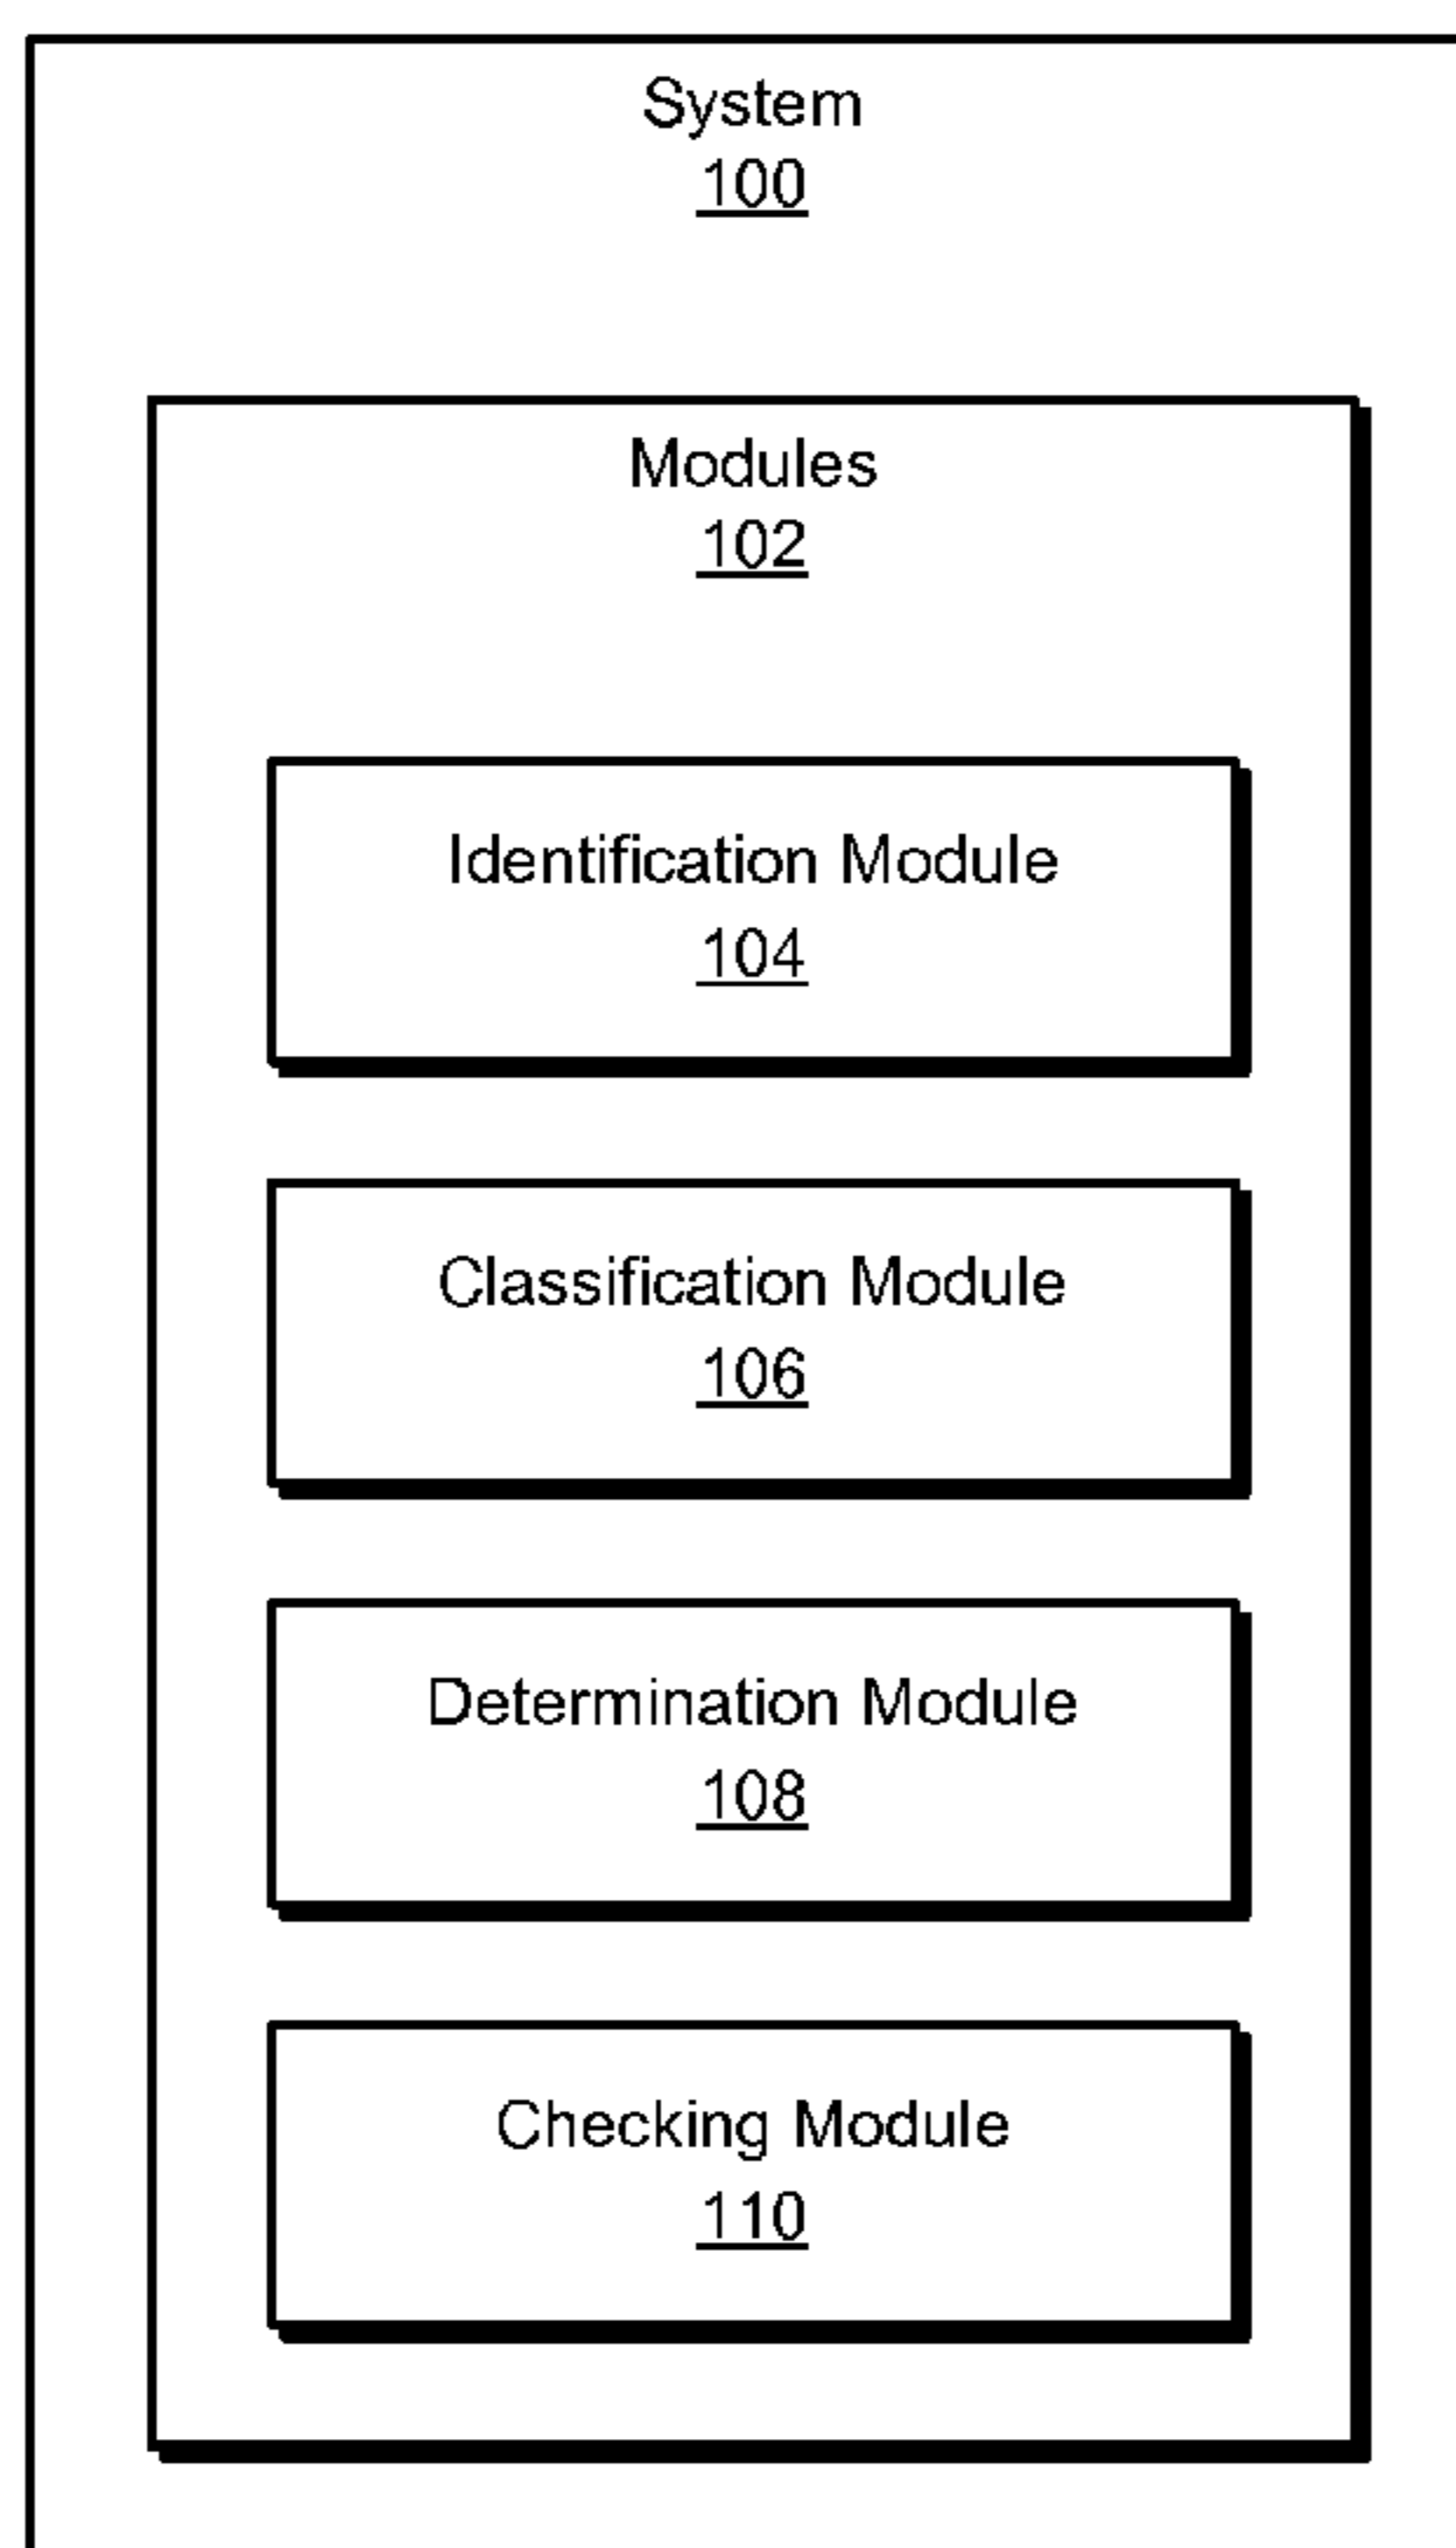 System
100
Modules
102
Identification Module
104
Classification Module
106
Determination Module
108
Checking Module
110